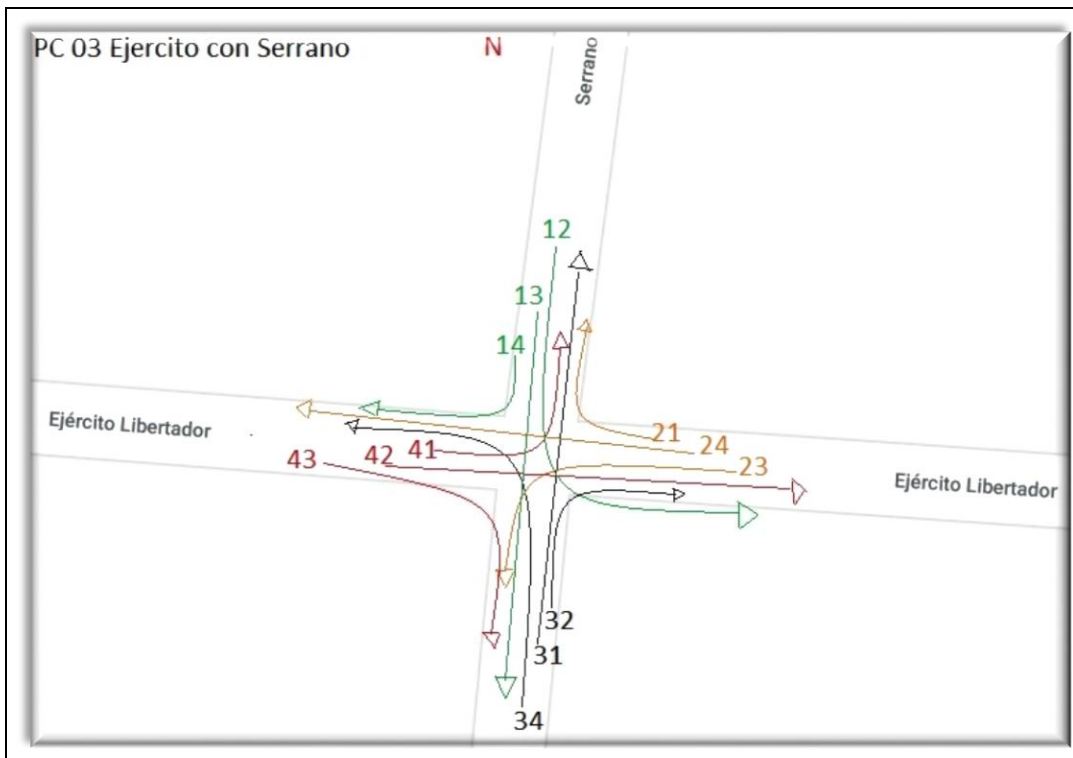 PC 03 Ejercito con Serrano
N
Serrano
12
13
14
Ejército Libertador
43
42
41
21
24
23
Ejército Libertador
32
31
34